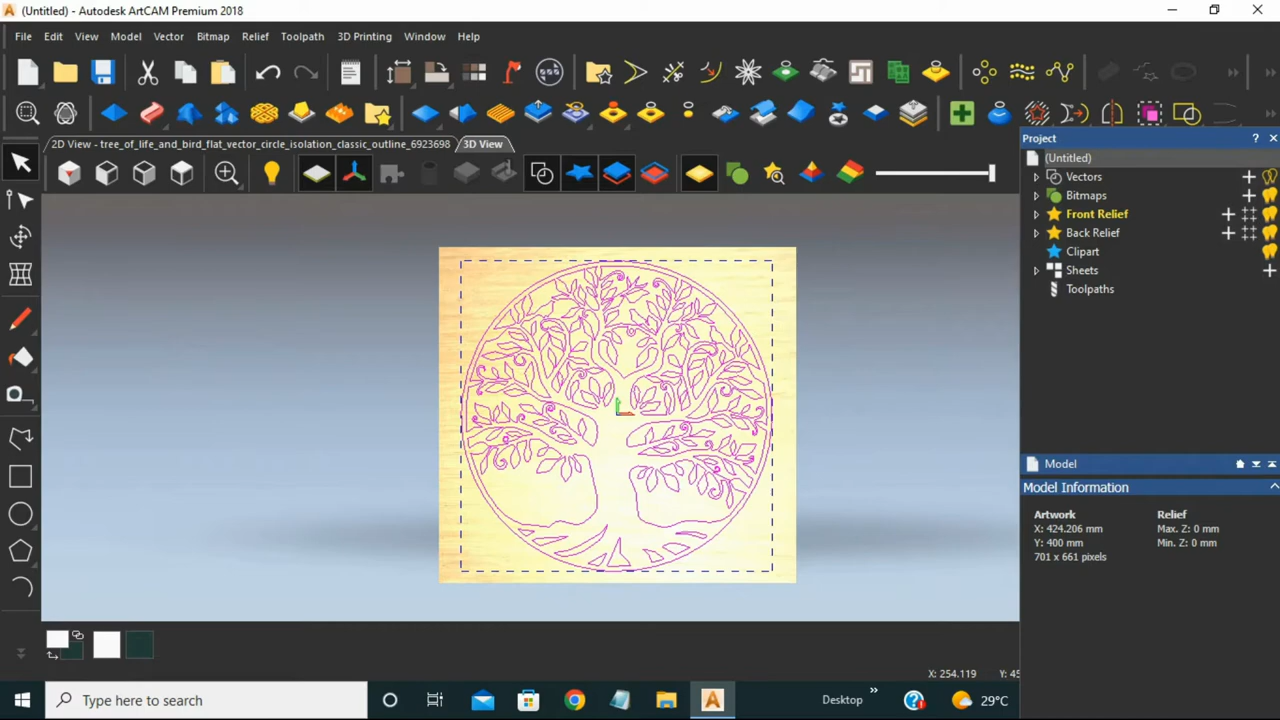 (Untitled) - Autodesk ArtCAM Premium 2018
File Edit View Model Vector Bitmap Relief Toolpath 3D Printing Window Help
2D View - tree_of_life_and_bird_flat_vector_circle_isolation_classic_outline_6923698 3D View
Project
(Untitled)
Vectors
Bitmaps
Front Relief
Back Relief
Clipart
Sheets
Toolpaths
Model
Model Information
Artwork Relief
X: 424.206 mm Max. Z: 0 mm
Y: 400 mm Min. Z: 0 mm
701 x 661 pixels
X: 254.119 Y: 45
Type here to search
Desktop
29°C